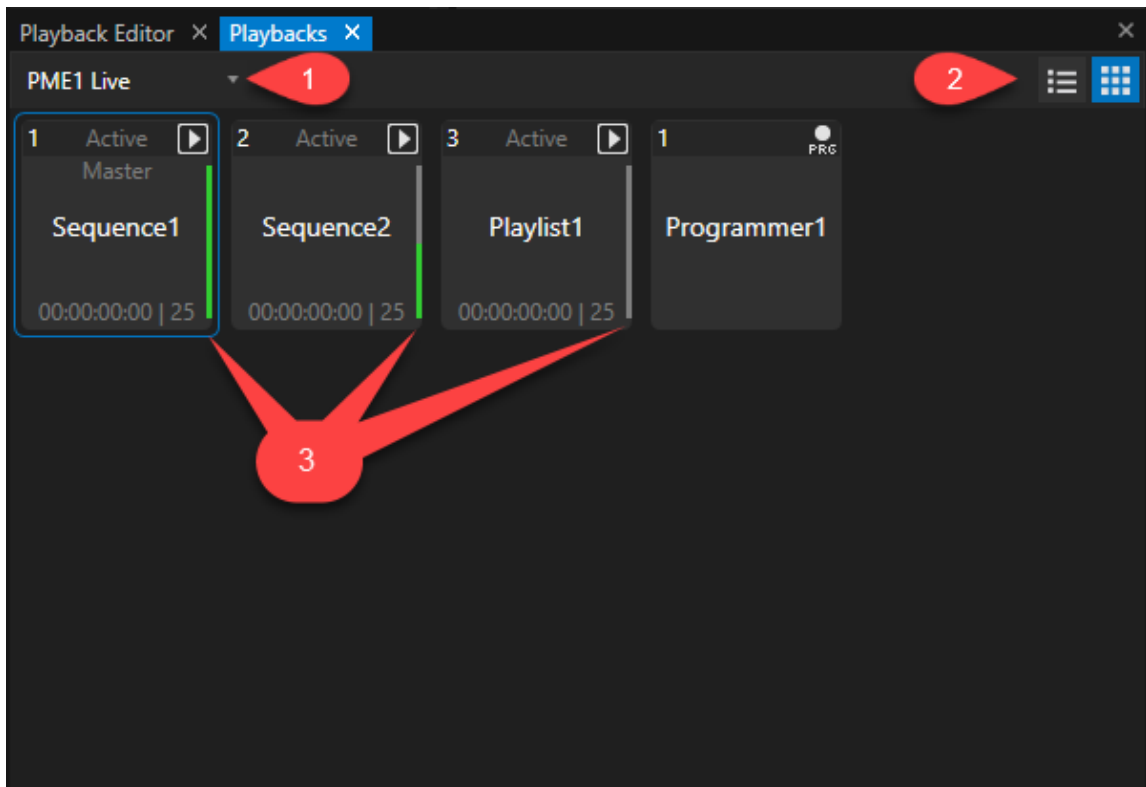 Playback Editor Playbacks
PME1 Live 1 2
1 Active 2 Active 3 Active 1 PRG
Master
Sequence1 Sequence2 Playlist1 Programmer1
00:00:00:00 | 25 00:00:00:00 | 25 00:00:00:00 | 25
3